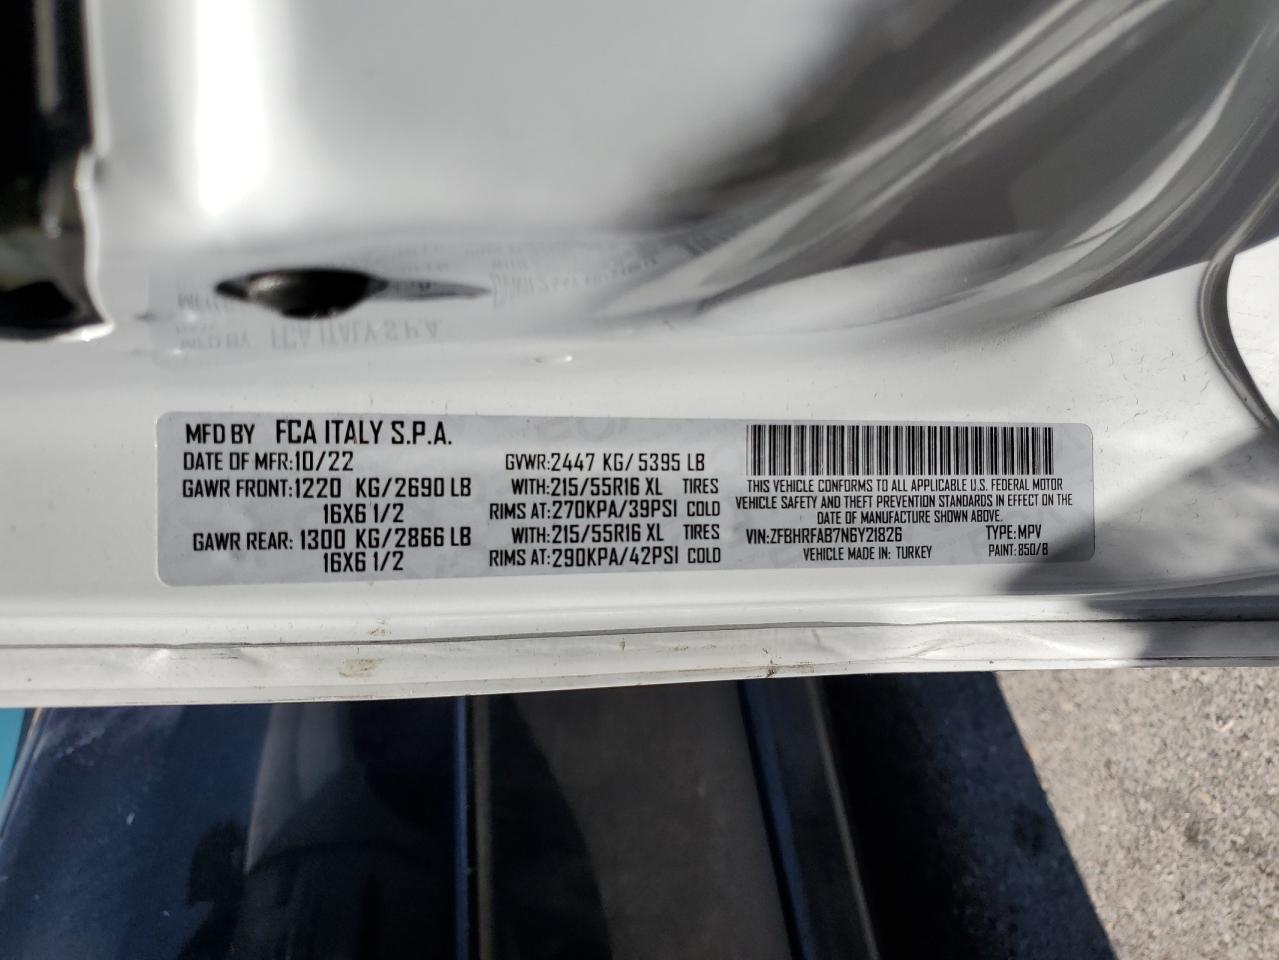 MFD BY FCA ITALY S.P.A.
DATE OF MFR:10/22 GVWR:2447 KG/5395 LB
GAWR FRONT:1220 KG/2690 LB WITH:215/55R16 XL TIRES
16X6 1/2 RIMS AT:270KPA/39PSI COLD
GAWR REAR:1300 KG/2866 LB WITH:215/55R16 XL TIRES
16X6 1/2 RIMS AT:290KPA/42PSI COLD
THIS VEHICLE CONFORMS TO ALL APPLICABLE U.S. FEDERAL MOTOR
VEHICLE SAFETY AND THEFT PREVENTION STANDARDS IN EFFECT ON THE
DATE OF MANUFACTURE SHOWN ABOVE.
VIN:ZFBHRFAB7N6Y21826 TYPE:MPV
VEHICLE MADE IN: TURKEY PAINT:850/B